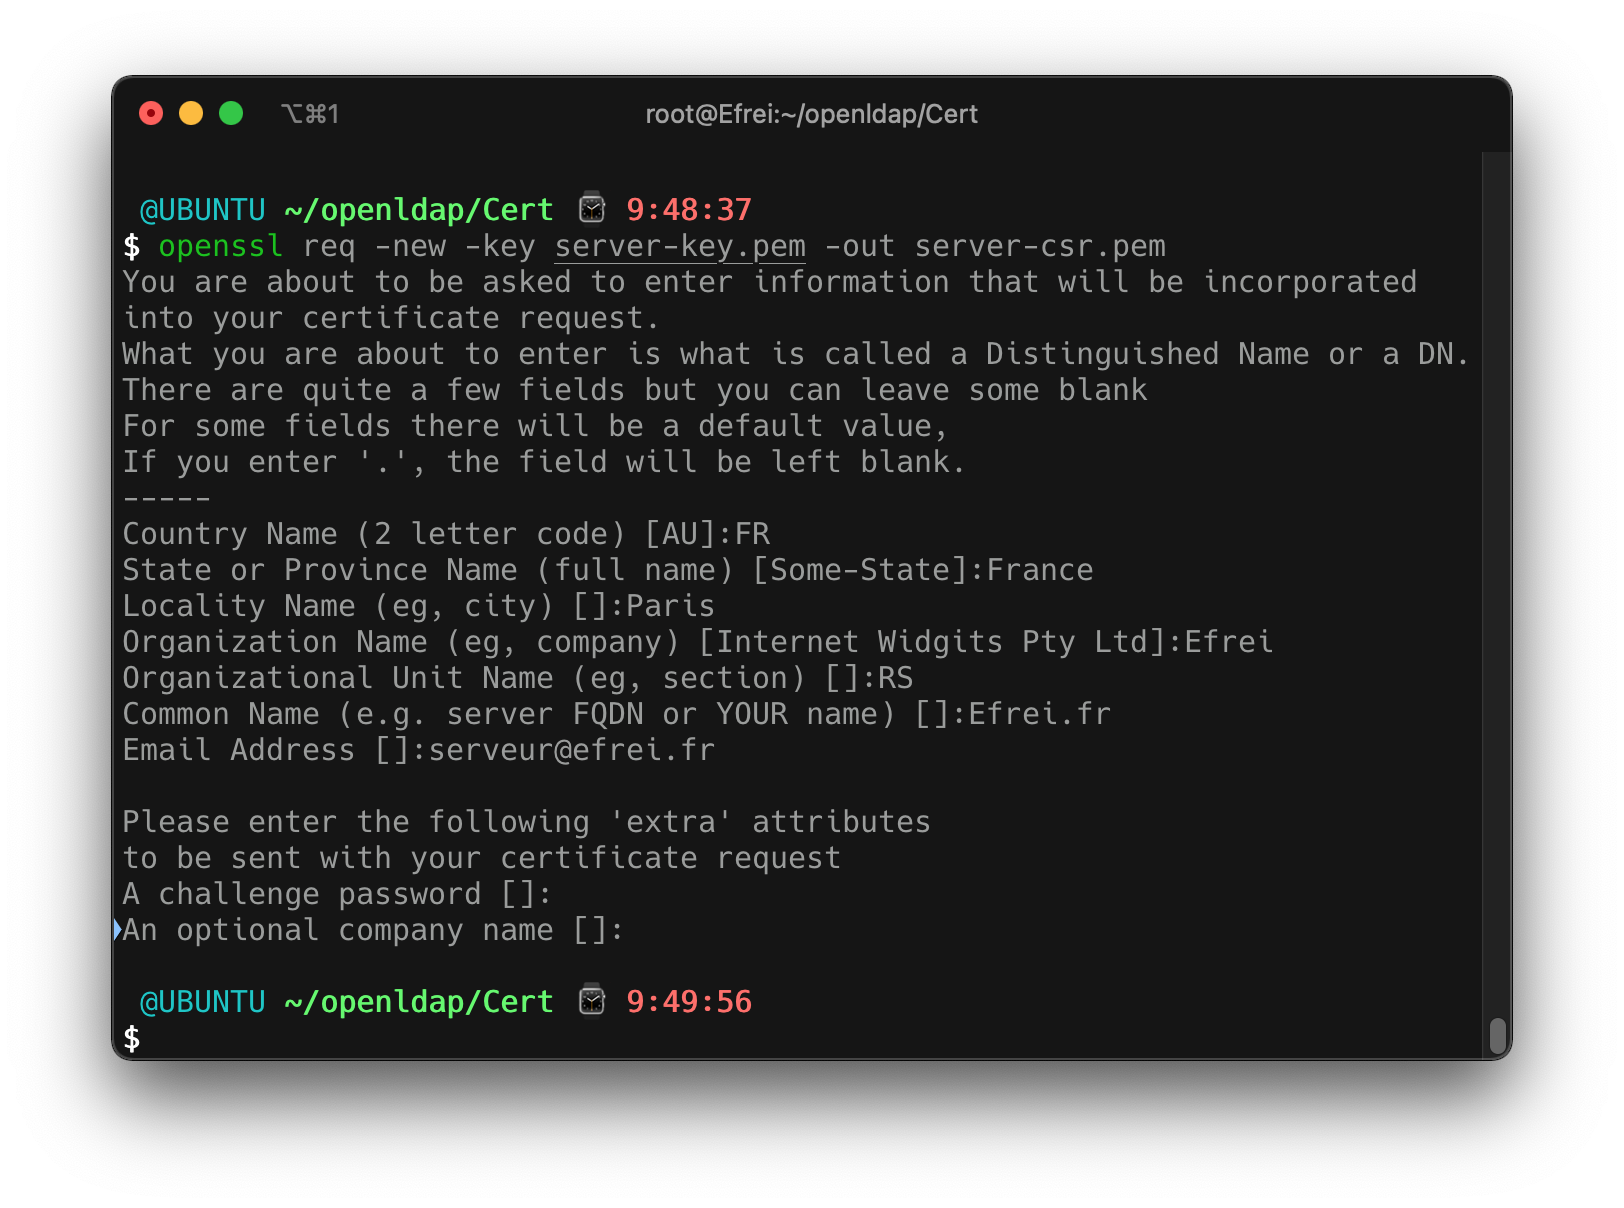 ⌥⌘1
root@Efrei:~/openldap/Cert
@UBUNTU ~/openldap/Cert ⌚ 9:48:37
$ openssl req -new -key server-key.pem -out server-csr.pem
You are about to be asked to enter information that will be incorporated
into your certificate request.
What you are about to enter is what is called a Distinguished Name or a DN.
There are quite a few fields but you can leave some blank
For some fields there will be a default value,
If you enter '.', the field will be left blank.
-----
Country Name (2 letter code) [AU]:FR
State or Province Name (full name) [Some-State]:France
Locality Name (eg, city) []:Paris
Organization Name (eg, company) [Internet Widgits Pty Ltd]:Efrei
Organizational Unit Name (eg, section) []:RS
Common Name (e.g. server FQDN or YOUR name) []:Efrei.fr
Email Address []:serveur@efrei.fr
Please enter the following 'extra' attributes
to be sent with your certificate request
A challenge password []:
An optional company name []:
@UBUNTU ~/openldap/Cert ⌚ 9:49:56
$